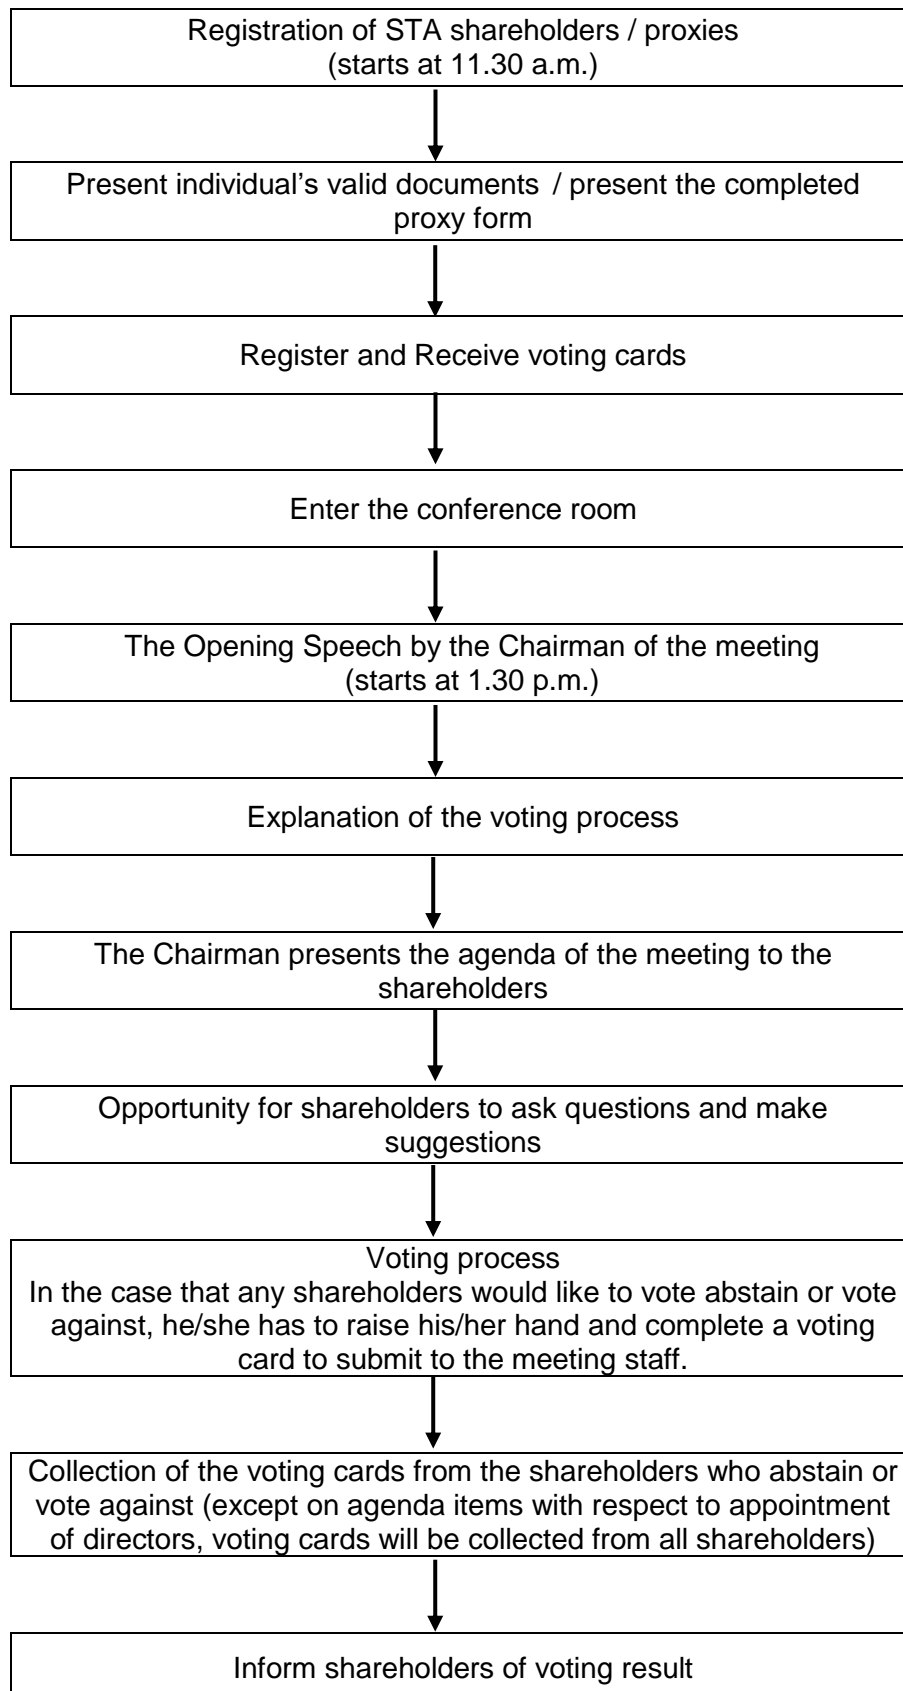 Registration of STA shareholders / proxies
(starts at 11.30 a.m.)
Present individual’s valid documents / present the completed
proxy form
Register and Receive voting cards
Enter the conference room
The Opening Speech by the Chairman of the meeting
(starts at 1.30 p.m.)
Explanation of the voting process
The Chairman presents the agenda of the meeting to the
shareholders
Opportunity for shareholders to ask questions and make
suggestions
Voting process
In the case that any shareholders would like to vote abstain or vote
against, he/she has to raise his/her hand and complete a voting
card to submit to the meeting staff.
Collection of the voting cards from the shareholders who abstain or
vote against (except on agenda items with respect to appointment
of directors, voting cards will be collected from all shareholders)
Inform shareholders of voting result